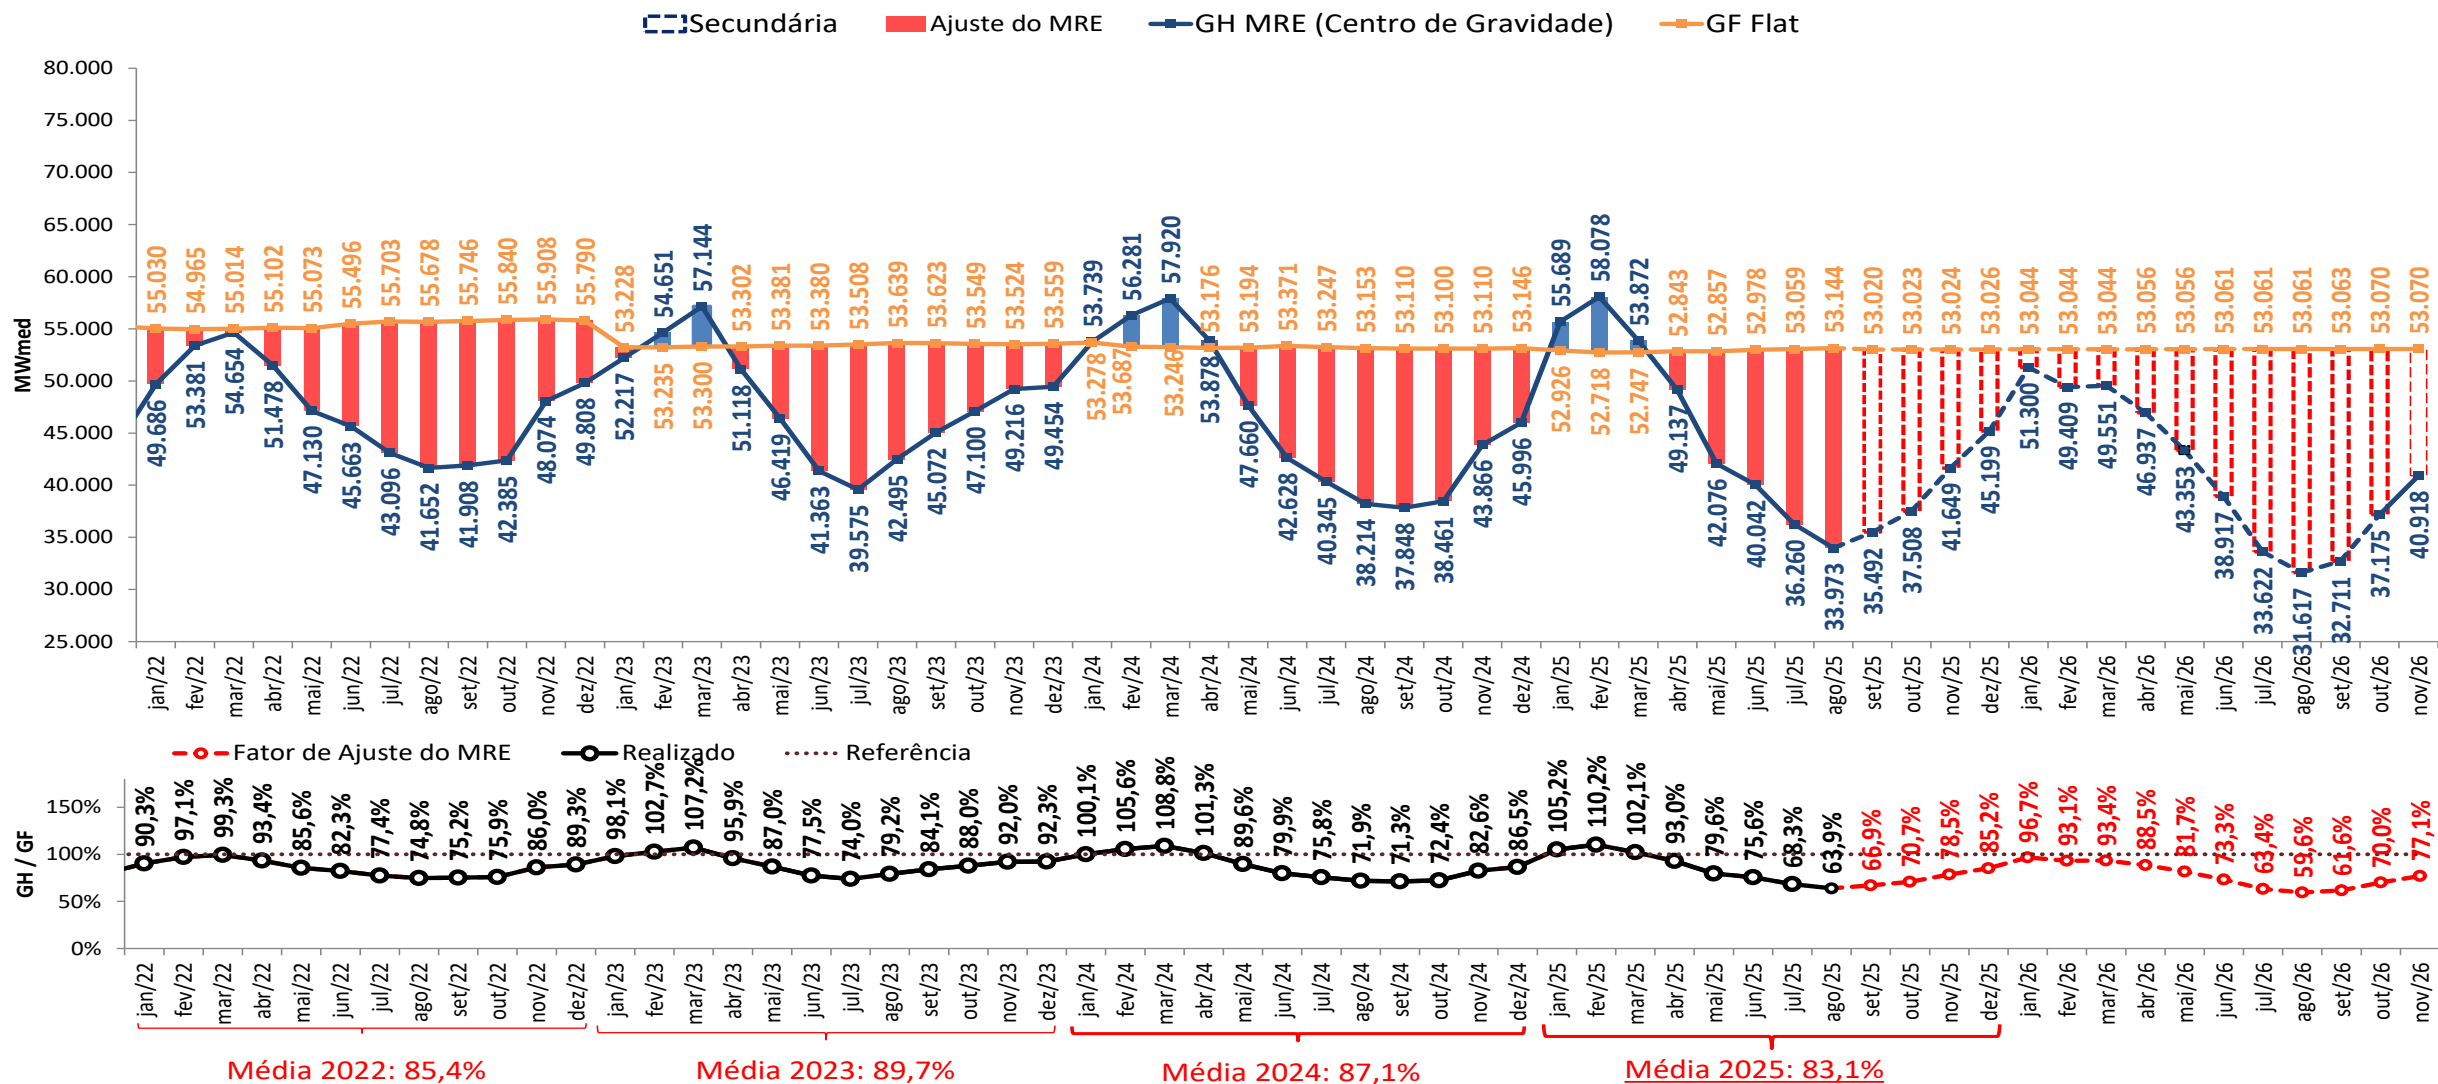 Secundária Ajuste do MRE GH MRE (Centro de Gravidade) GF Flat
80.000
75.000
70.000
65.000
60.000
55.000
50.000
45.000
40.000
35.000
30.000
25.000
MWmed
55.030 54.965 55.014 55.102 55.073 55.496 55.703 55.678 55.746 55.840 55.908 55.790 53.228 53.235 53.300 53.302 53.381 53.380 53.508 53.639 53.623 53.549 53.524 53.559 53.278 53.687 53.246 53.176 53.194 53.371 53.247 53.153 53.110 53.100 53.110 53.146 52.926 52.718 52.747 52.843 52.857 52.978 53.059 53.144 53.020 53.023 53.024 53.026 53.044 53.044 53.044 53.056 53.056 53.061 53.061 53.061 53.063 53.070 53.070
49.686 53.381 54.654 51.478 47.130 45.663 43.096 41.652 41.908 42.385 48.074 49.808 52.217 54.651 57.144 51.118 46.419 41.363 39.575 42.495 45.072 47.100 49.216 49.454 53.739 56.281 57.920 53.878 47.660 42.628 40.345 38.214 37.848 38.461 43.866 45.996 55.689 58.078 53.872 49.137 42.076 40.042 36.260 33.973 35.492 37.508 41.649 45.199 51.300 49.409 49.551 46.937 43.353 38.917 33.622 31.617 32.711 37.175 40.918
jan/22 fev/22 mar/22 abr/22 mai/22 jun/22 jul/22 ago/22 set/22 out/22 nov/22 dez/22 jan/23 fev/23 mar/23 abr/23 mai/23 jun/23 jul/23 ago/23 set/23 out/23 nov/23 dez/23 jan/24 fev/24 mar/24 abr/24 mai/24 jun/24 jul/24 ago/24 set/24 out/24 nov/24 dez/24 jan/25 fev/25 mar/25 abr/25 mai/25 jun/25 jul/25 ago/25 set/25 out/25 nov/25 dez/25 jan/26 fev/26 mar/26 abr/26 mai/26 jun/26 jul/26 ago/26 set/26 out/26 nov/26
Fator de Ajuste do MRE Realizado Referência
150%
100%
50%
0%
GH / GF
90,3% 97,1% 99,3% 93,4% 85,6% 82,3% 77,4% 74,8% 75,2% 75,9% 86,0% 89,3% 98,1% 102,7% 107,2% 95,9% 87,0% 77,5% 74,0% 79,2% 84,1% 88,0% 92,0% 92,3% 100,1% 105,6% 108,8% 101,3% 89,6% 79,9% 75,8% 71,9% 71,3% 72,4% 82,6% 86,5% 105,2% 110,2% 102,1% 93,0% 79,6% 75,6% 68,3% 63,9% 66,9% 70,7% 78,5% 85,2% 96,7% 93,1% 93,4% 88,5% 81,7% 73,3% 63,4% 59,6% 61,6% 70,0% 77,1%
jan/22 fev/22 mar/22 abr/22 mai/22 jun/22 jul/22 ago/22 set/22 out/22 nov/22 dez/22 jan/23 fev/23 mar/23 abr/23 mai/23 jun/23 jul/23 ago/23 set/23 out/23 nov/23 dez/23 jan/24 fev/24 mar/24 abr/24 mai/24 jun/24 jul/24 ago/24 set/24 out/24 nov/24 dez/24 jan/25 fev/25 mar/25 abr/25 mai/25 jun/25 jul/25 ago/25 set/25 out/25 nov/25 dez/25 jan/26 fev/26 mar/26 abr/26 mai/26 jun/26 jul/26 ago/26 set/26 out/26 nov/26
Média 2022: 85,4% Média 2023: 89,7% Média 2024: 87,1% Média 2025: 83,1%